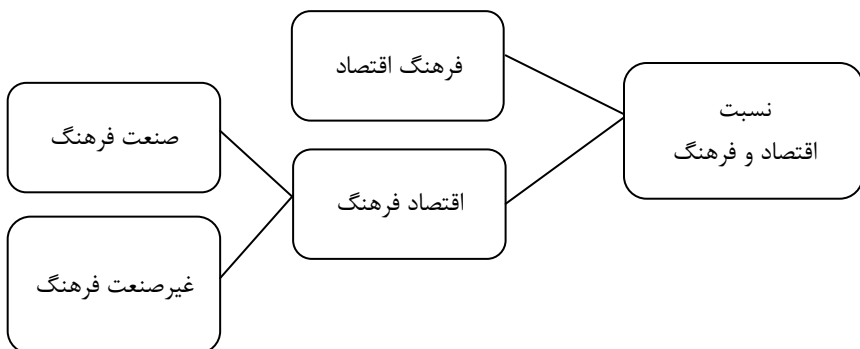 نسبت
اقتصاد و فرهنگ
فرهنگ اقتصاد
اقتصاد فرهنگ
صنعت فرهنگ
غیرصنعت فرهنگ